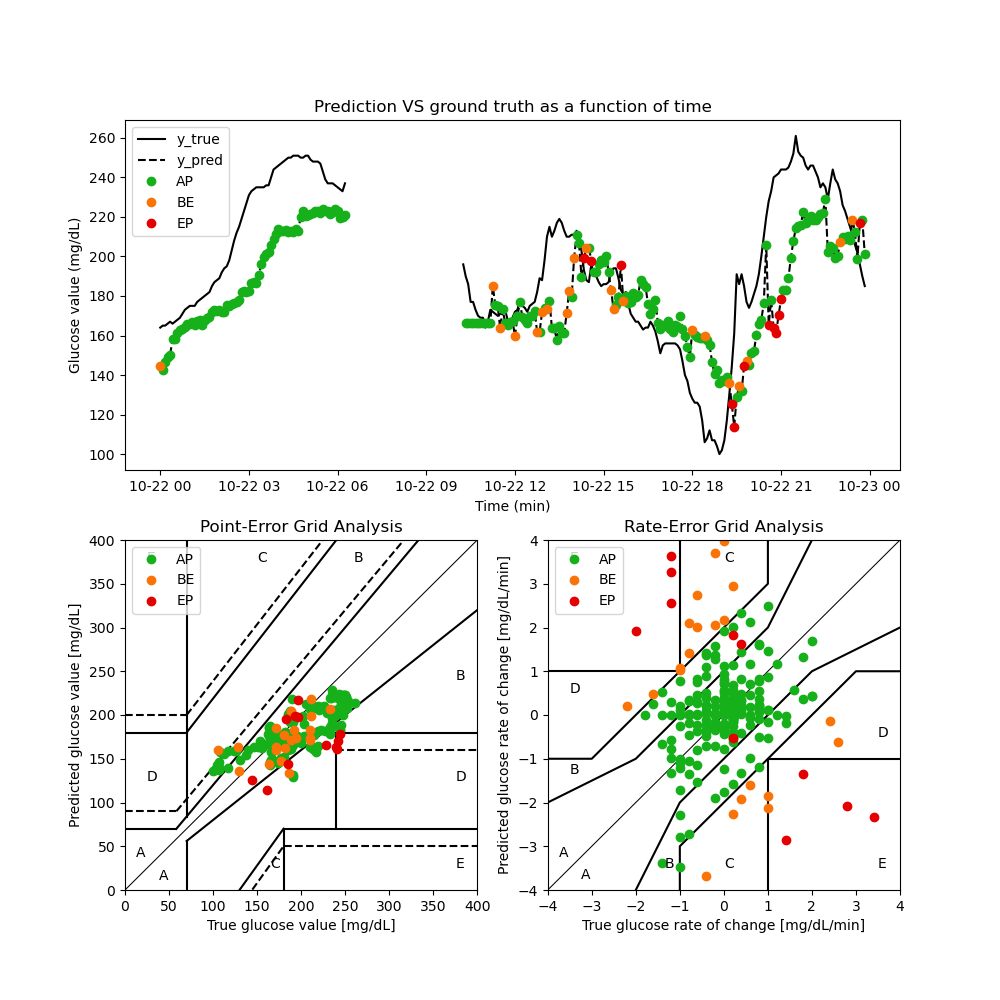 Prediction VS ground truth as a function of time
Glucose value (mg/dL)
260
240
220
200
180
160
140
120
100
y_true
y_pred
AP
BE
EP
10-22 00 10-22 03 10-22 06 10-22 09 10-22 12 10-22 15 10-22 18 10-22 21 10-23 00
Time (min)
Point-Error Grid Analysis
Predicted glucose value [mg/dL]
400
350
300
250
200
150
100
50
0
AP
BE
EP
C
B
B
D
D
A
A
C
E
0 50 100 150 200 250 300 350 400
True glucose value [mg/dL]
Rate-Error Grid Analysis
Predicted glucose rate of change [mg/dL/min]
4
3
2
1
0
−1
−2
−3
−4
AP
BE
EP
C
D
D
B
A
A
B
C
E
−4 −3 −2 −1 0 1 2 3 4
True glucose rate of change [mg/dL/min]